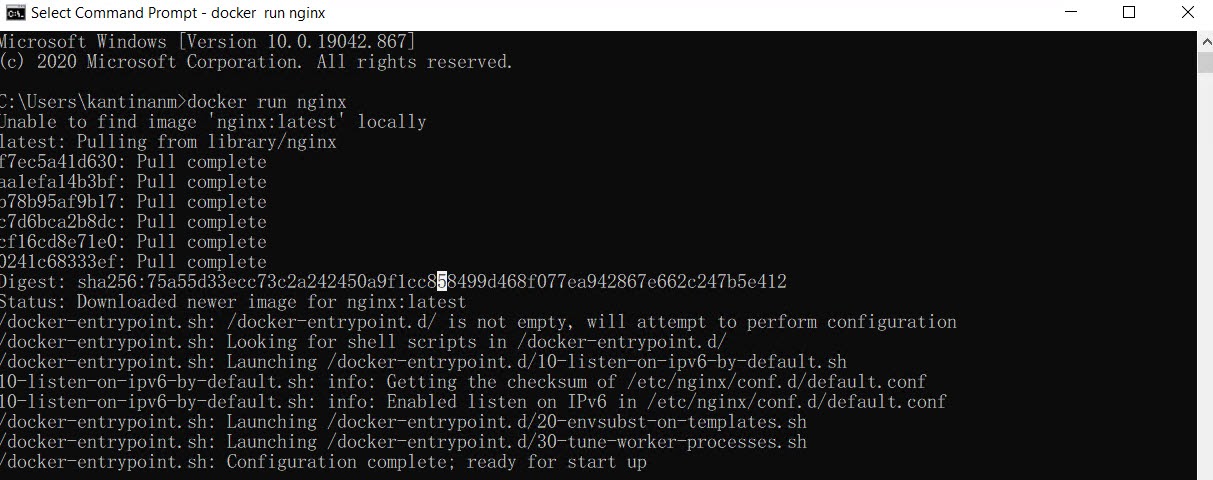 Select Command Prompt - docker  run nginx
Microsoft Windows [Version 10.0.19042.867]
(c) 2020 Microsoft Corporation. All rights reserved.
C:\Users\kantinanm>docker run nginx
Unable to find image 'nginx:latest' locally
latest: Pulling from library/nginx
f7ec5a41d630: Pull complete
aa1efa14b3bf: Pull complete
b78b95af9b17: Pull complete
c7d6bca2b8dc: Pull complete
cf16cd8e71e0: Pull complete
0241c68333ef: Pull complete
Digest: sha256:75a55d33ecc73c2a242450a9f1cc858499d468f077ea942867e662c247b5e412
Status: Downloaded newer image for nginx:latest
/docker-entrypoint.sh: /docker-entrypoint.d/ is not empty, will attempt to perform configuration
/docker-entrypoint.sh: Looking for shell scripts in /docker-entrypoint.d/
/docker-entrypoint.sh: Launching /docker-entrypoint.d/10-listen-on-ipv6-by-default.sh
10-listen-on-ipv6-by-default.sh: info: Getting the checksum of /etc/nginx/conf.d/default.conf
10-listen-on-ipv6-by-default.sh: info: Enabled listen on IPv6 in /etc/nginx/conf.d/default.conf
/docker-entrypoint.sh: Launching /docker-entrypoint.d/20-envsubst-on-templates.sh
/docker-entrypoint.sh: Launching /docker-entrypoint.d/30-tune-worker-processes.sh
/docker-entrypoint.sh: Configuration complete; ready for start up